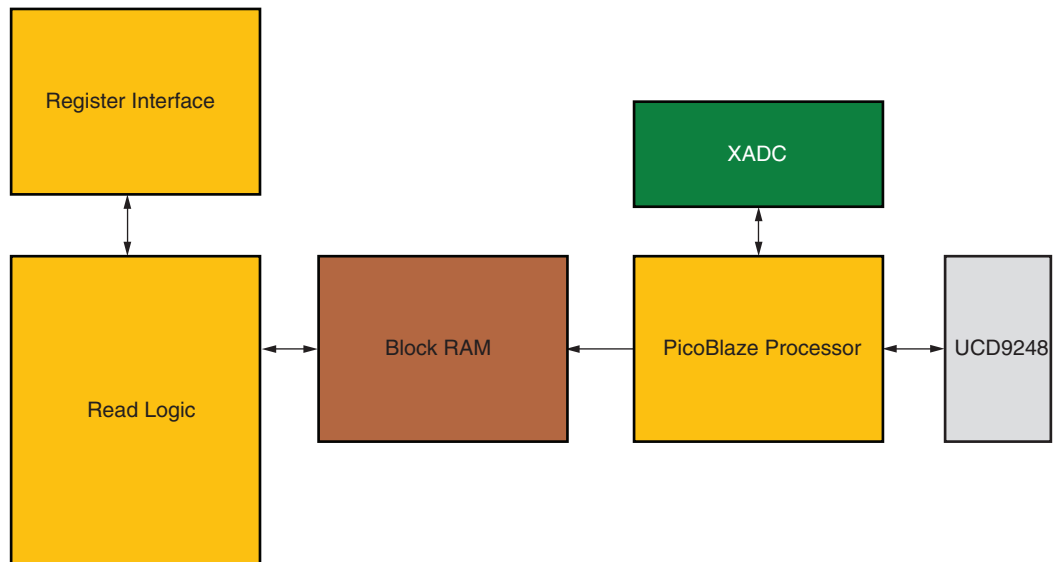 Register Interface
XADC
Block RAM
PicoBlaze Processor
UCD9248
Read Logic